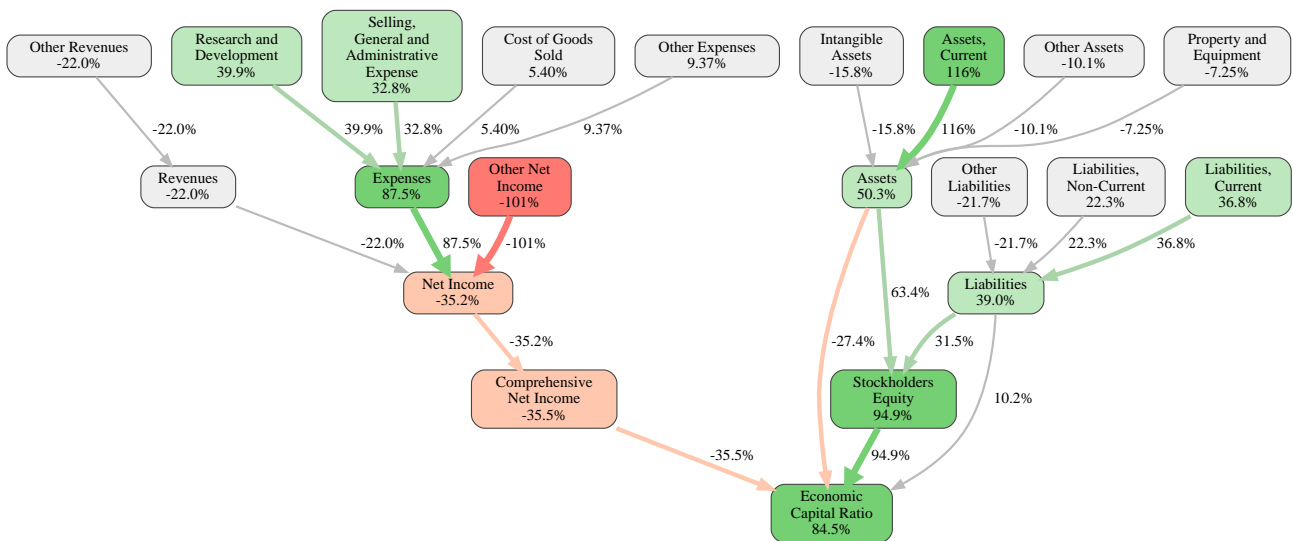 Other Revenues
-22.0%
Research and
Development
39.9%
Selling,
General and
Administrative
Expense
32.8%
Cost of Goods
Sold
5.40%
Other Expenses
9.37%
Intangible
Assets
-15.8%
Assets,
Current
116%
Other Assets
-10.1%
Property and
Equipment
-7.25%
-22.0%
39.9%
32.8%
5.40%
9.37%
-15.8%
116%
-10.1%
-7.25%
Revenues
-22.0%
Expenses
87.5%
Other Net
Income
-101%
Assets
50.3%
Other
Liabilities
-21.7%
Liabilities,
Non-Current
22.3%
Liabilities,
Current
36.8%
-22.0%
87.5%
-101%
-21.7%
22.3%
36.8%
Net Income
-35.2%
63.4%
Liabilities
39.0%
-35.2%
-27.4%
31.5%
Comprehensive
Net Income
-35.5%
Stockholders
Equity
94.9%
10.2%
-35.5%
94.9%
Economic
Capital Ratio
84.5%